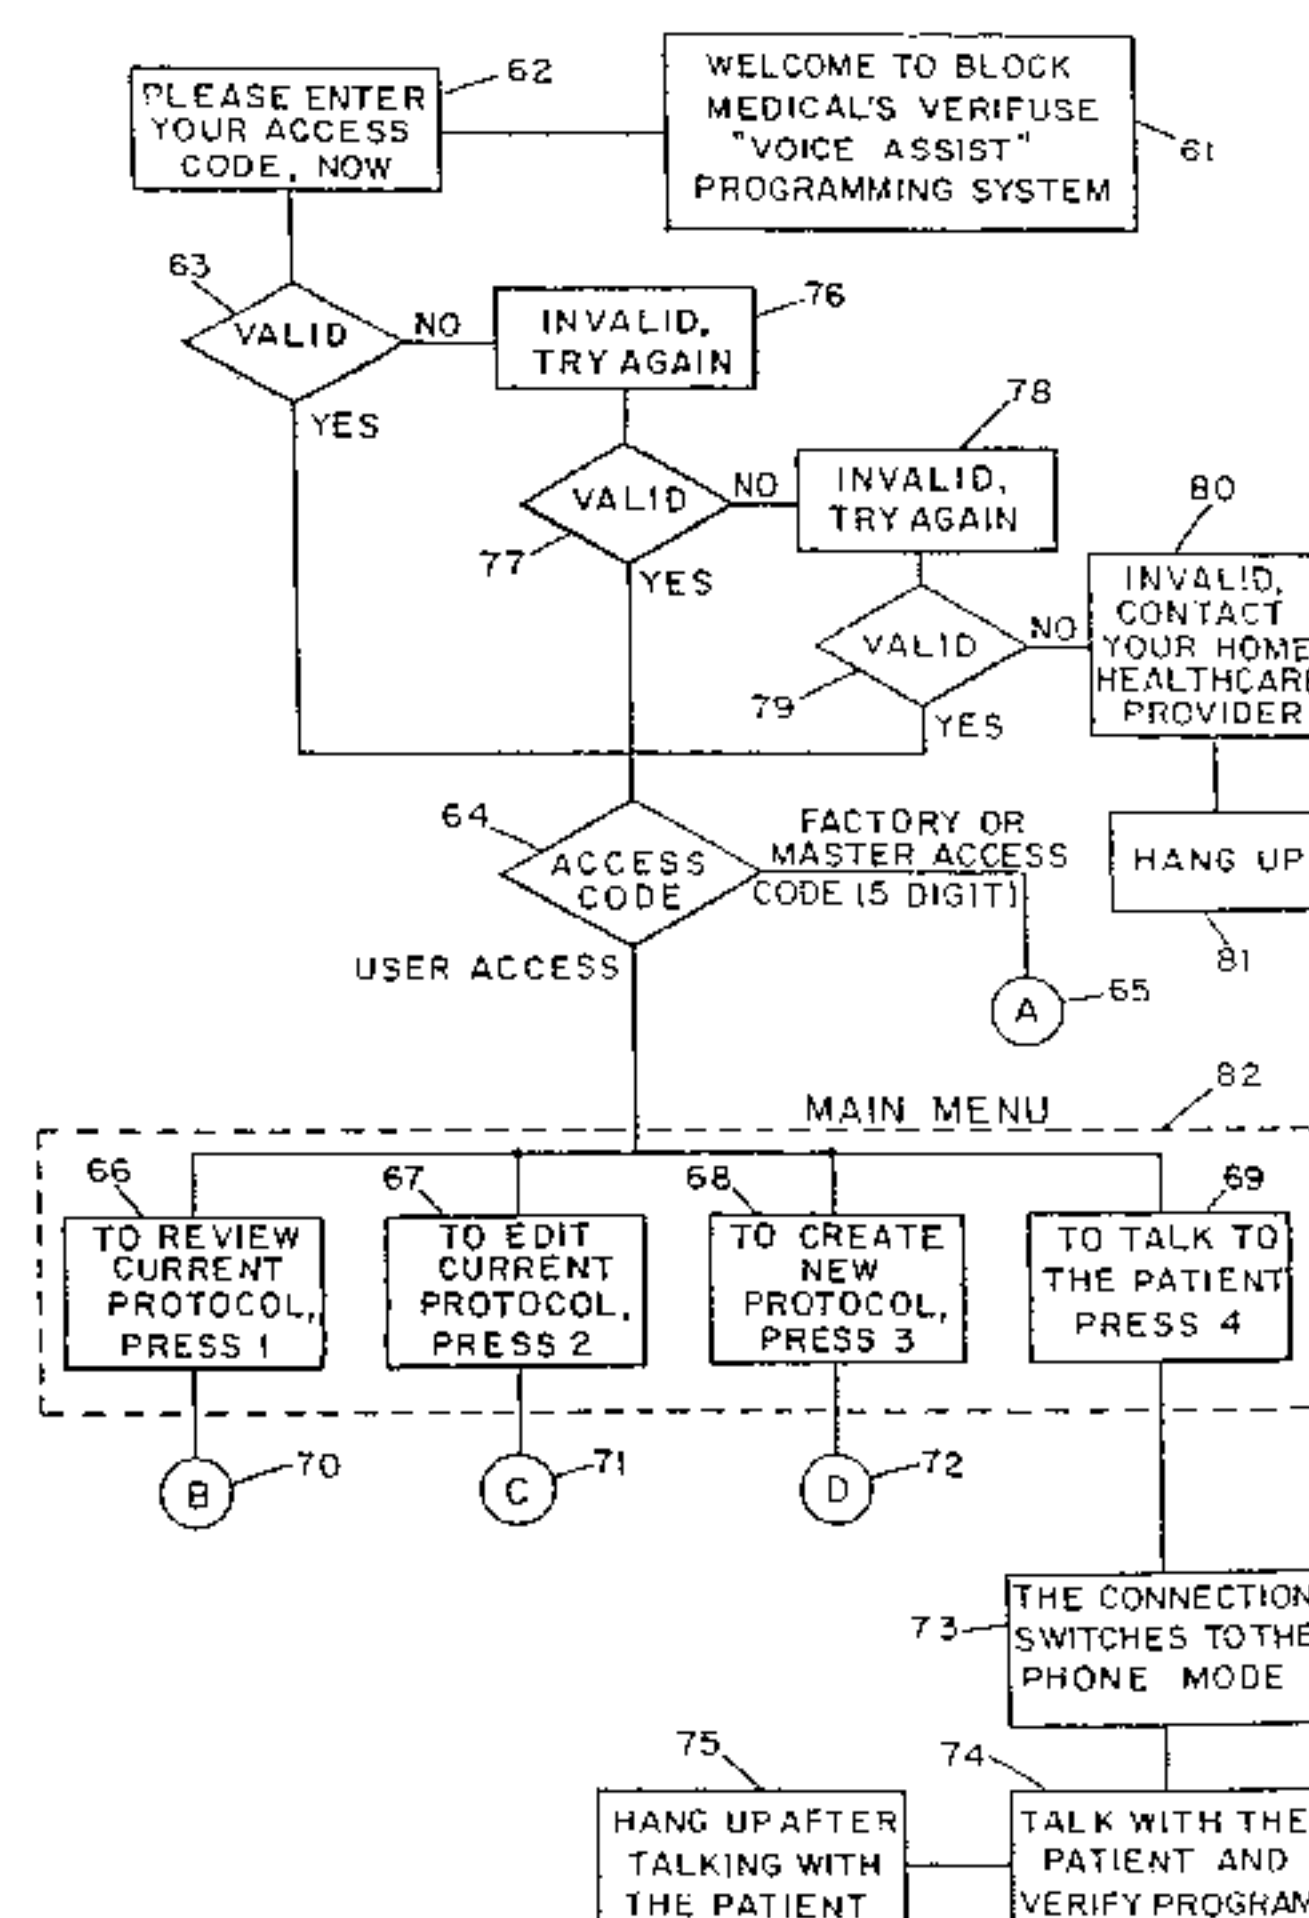 62
PLEASE ENTER
YOUR ACCESS
CODE, NOW
WELCOME TO BLOCK
MEDICAL'S VERIFUSE
"VOICE ASSIST"
PROGRAMMING SYSTEM
61
63
VALID
NO
YES
76
INVALID,
TRY AGAIN
77
VALID
NO
YES
78
INVALID,
TRY AGAIN
79
VALID
NO
YES
80
INVALID,
CONTACT
YOUR HOME
HEALTHCARE
PROVIDER
HANG UP
81
64
ACCESS
CODE
FACTORY OR
MASTER ACCESS
CODE (5 DIGIT)
USER ACCESS
A
65
MAIN MENU
82
66
TO REVIEW
CURRENT
PROTOCOL,
PRESS 1
67
TO EDIT
CURRENT
PROTOCOL,
PRESS 2
68
TO CREATE
NEW
PROTOCOL,
PRESS 3
69
TO TALK TO
THE PATIENT
PRESS 4
B
70
C
71
D
72
73
THE CONNECTION
SWITCHES TO THE
PHONE MODE
75
HANG UP AFTER
TALKING WITH
THE PATIENT
74
TALK WITH THE
PATIENT AND
VERIFY PROGRAM